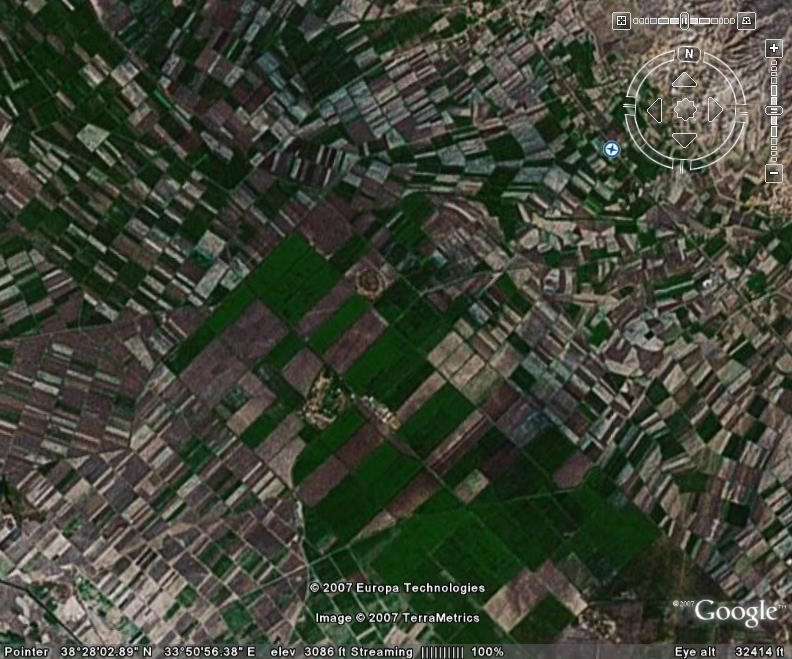 N
© 2007 Europa Technologies
Image © 2007 TerraMetrics
©2007 Google™
Pointer 38°28'02.89" N 33°50'56.38" E elev 3086 ft Streaming |||||||||| 100% Eye alt 32414 ft